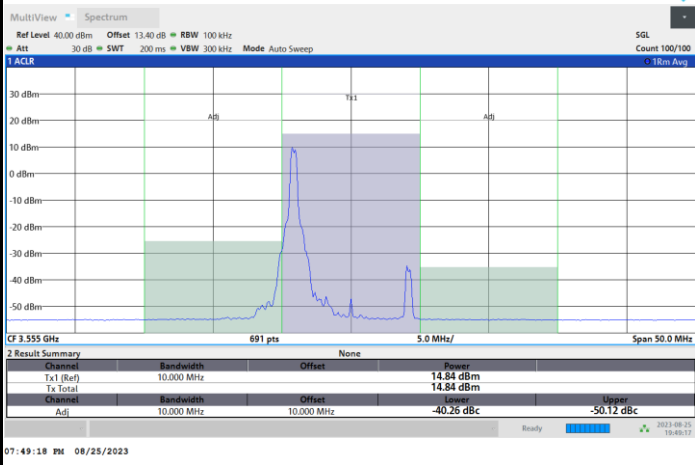 MultiView Spectrum
Ref Level 40.00 dBm Offset 13.40 dB RBW 100 kHz SGL
Att 30 dB SWT 200 ms VBW 300 kHz Mode Auto Sweep Count 100/100
1 ACLR 1Rm Avg
30 dBm
Tx1
20 dBm Adj Adj
10 dBm
0 dBm
-10 dBm
-20 dBm
-30 dBm
-40 dBm
-50 dBm
CF 3.555 GHz 691 pts 5.0 MHz/ Span 50.0 MHz
2 Result Summary None
Channel Bandwidth Offset Power
Tx1 (Ref) 10.000 MHz 14.84 dBm
Tx Total 14.84 dBm
Channel Bandwidth Offset Lower Upper
Adj 10.000 MHz 10.000 MHz -40.26 dBc -50.12 dBc
Ready 2023-08-25
19:49:17
07:49:18 PM 08/25/2023